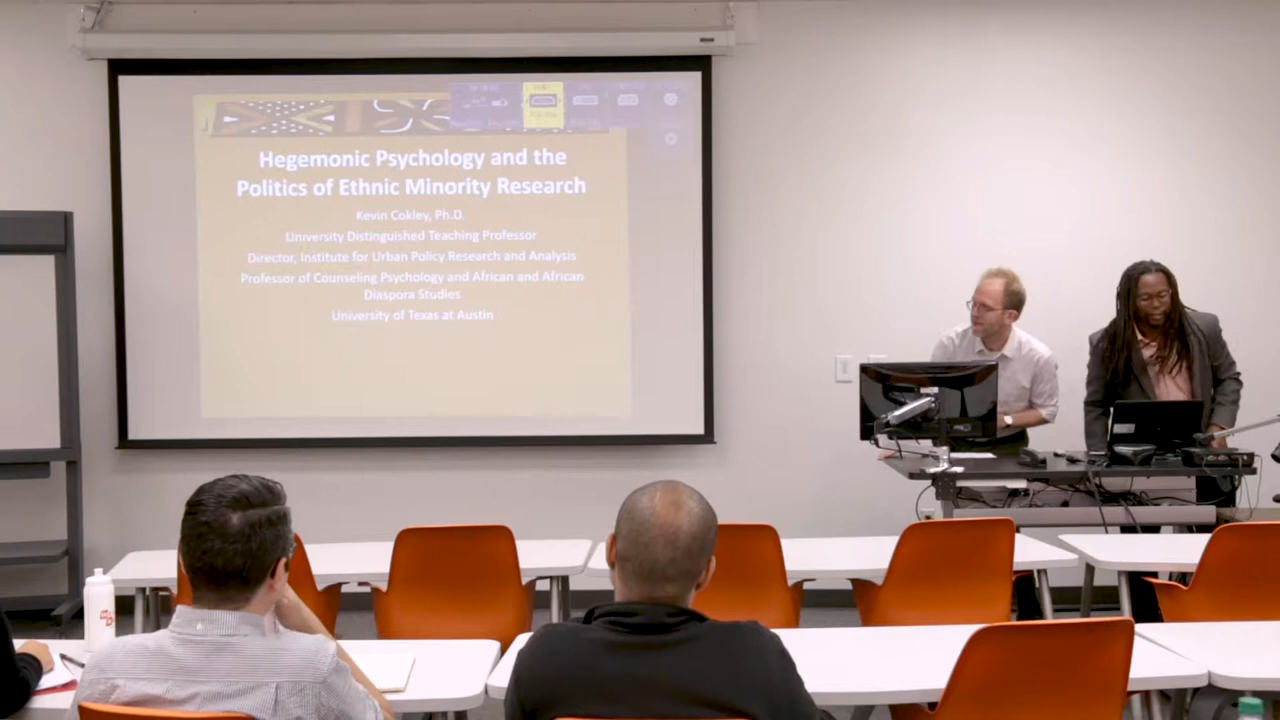 Hegemonic Psychology and the
Politics of Ethnic Minority Research
Kevin Cokley, Ph.D.
University Distinguished Teaching Professor
Director, Institute for Urban Policy Research and Analysis
Professor of Counseling Psychology and African and African
Diaspora Studies
University of Texas at Austin